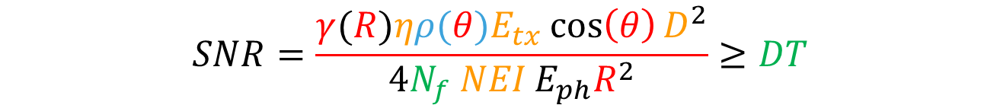 SNR = γ(R)ηρ(θ)E_tx cos(θ) D² / 4N_f NEI E_ph R² ≥ DT